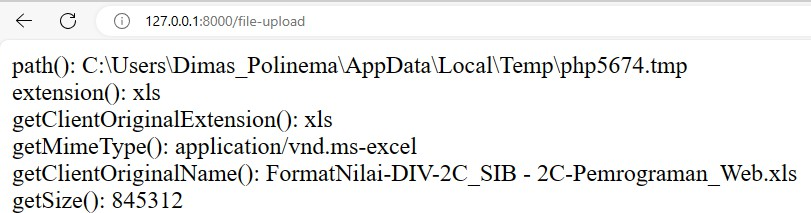 127.0.0.1:8000/file-upload
path(): C:\Users\Dimas_Polinema\AppData\Local\Temp\php5674.tmp
extension(): xls
getClientOriginalExtension(): xls
getMimeType(): application/vnd.ms-excel
getClientOriginalName(): FormatNilai-DIV-2C_SIB - 2C-Pemrograman_Web.xls
getSize(): 845312